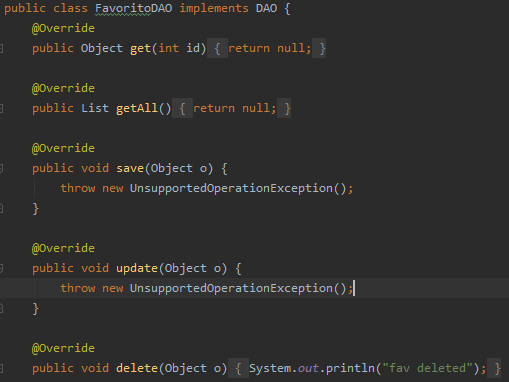 public class FavoritoDAO implements DAO {
@Override
public Object get(int id) { return null; }
@Override
public List getAll() { return null; }
@Override
public void save(Object o) {
throw new UnsupportedOperationException();
}
@Override
public void update(Object o) {
throw new UnsupportedOperationException();
}
@Override
public void delete(Object o) { System.out.println("fav deleted"); }